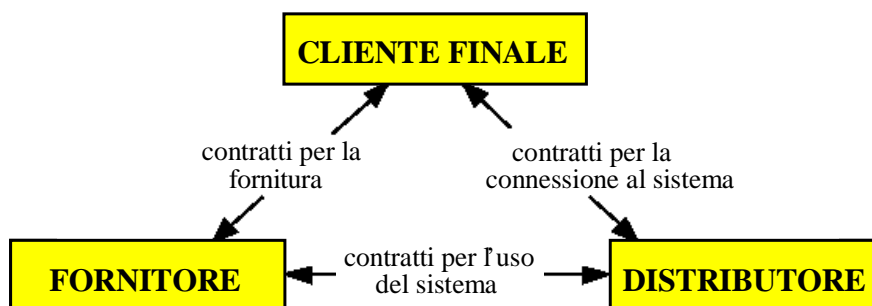 CLIENTE FINALE
contratti per la
fornitura
contratti per la
connessione al sistema
FORNITORE
contratti per l'uso
del sistema
DISTRIBUTORE